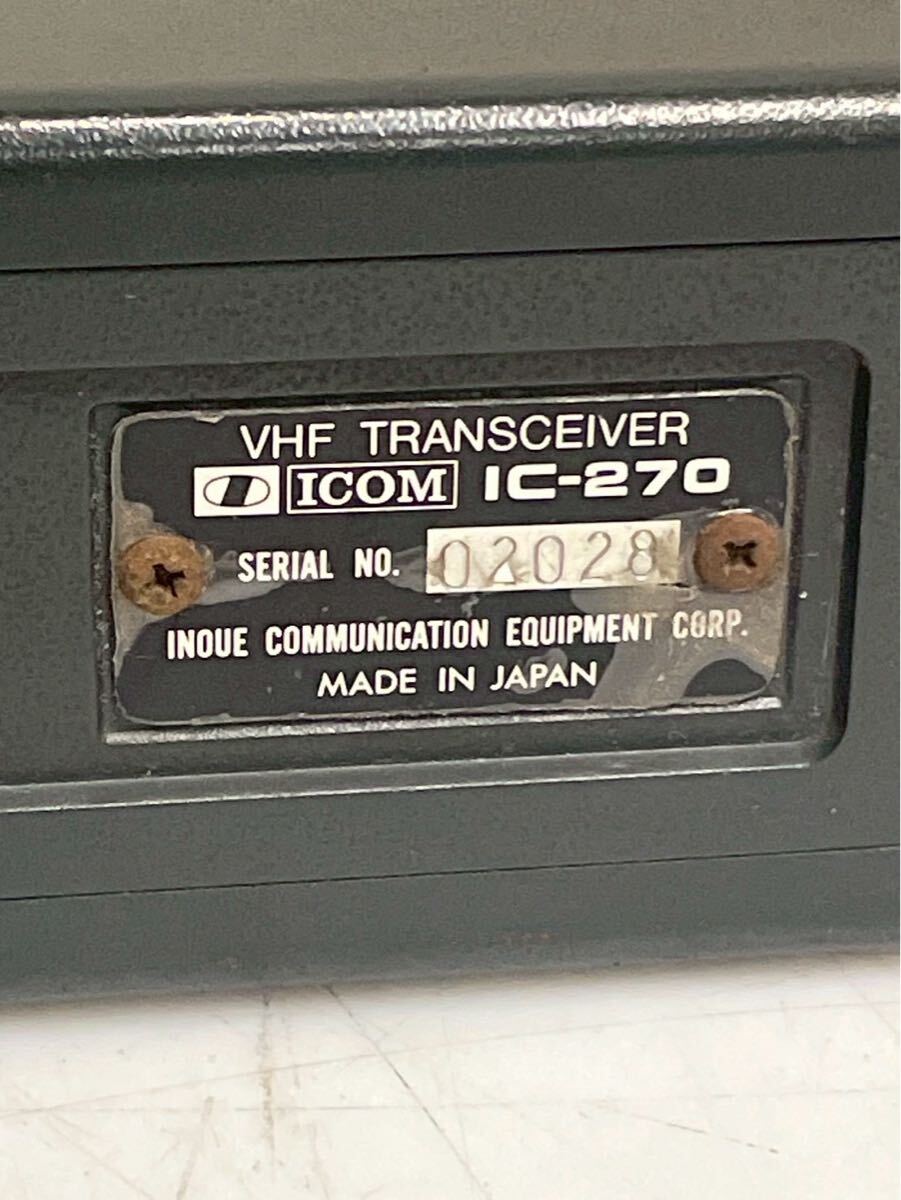 VHF TRANSCEIVER
ICOM IC-270
SERIAL NO. 02028
INOUE COMMUNICATION EQUIPMENT CORP.
MADE IN JAPAN